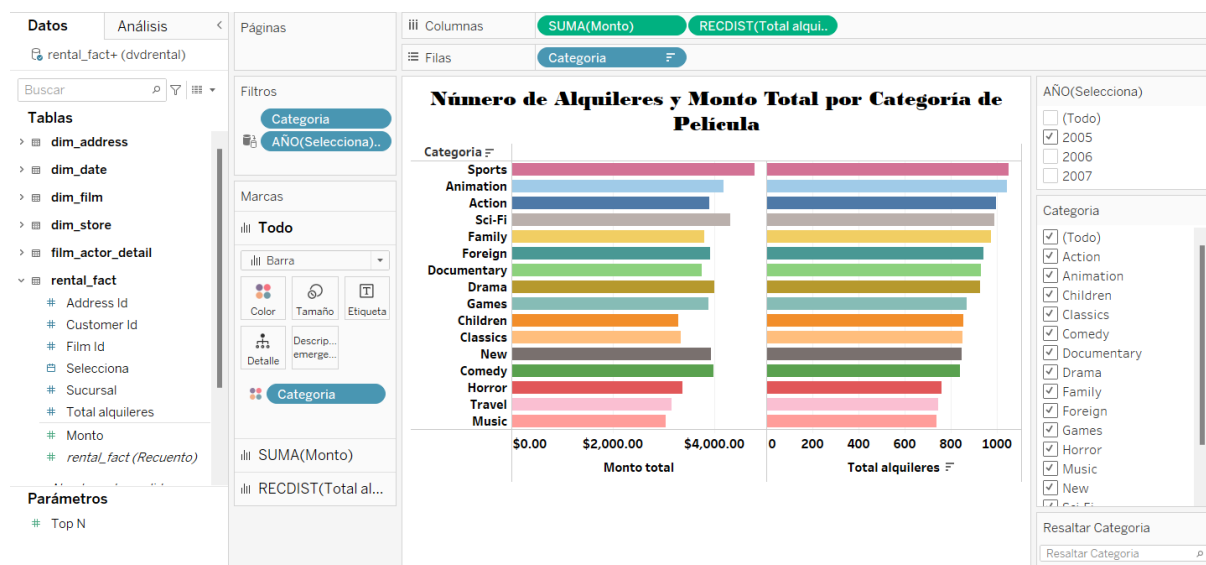 Datos
Análisis
rental_fact+ (dvdrental)
Buscar
Tablas
dim_address
dim_date
dim_film
dim_store
film_actor_detail
rental_fact
Address Id
Customer Id
Film Id
Selecciona
Sucursal
Total alquileres
Monto
rental_fact (Recuento)
Parámetros
Top N
Páginas
Filtros
Categoria
AÑO(Selecciona)..
Marcas
Todo
Barra
Color
Tamaño
Etiqueta
Detalle
Descrip...
emerge...
Categoria
SUMA(Monto)
RECDIST(Total al...
Columnas
SUMA(Monto)
RECDIST(Total alqui..
Filas
Categoria
Número de Alquileres y Monto Total por Categoría de
Película
Categoria
Sports
Animation
Action
Sci-Fi
Family
Foreign
Documentary
Drama
Games
Children
Classics
New
Comedy
Horror
Travel
Music
$0.00 $2,000.00 $4,000.00
0 200 400 600 800 1000
Monto total
Total alquileres
AÑO(Selecciona)
(Todo)
2005
2006
2007
Categoria
(Todo)
Action
Animation
Children
Classics
Comedy
Documentary
Drama
Family
Foreign
Games
Horror
Music
New
Resaltar Categoria
Resaltar Categoria